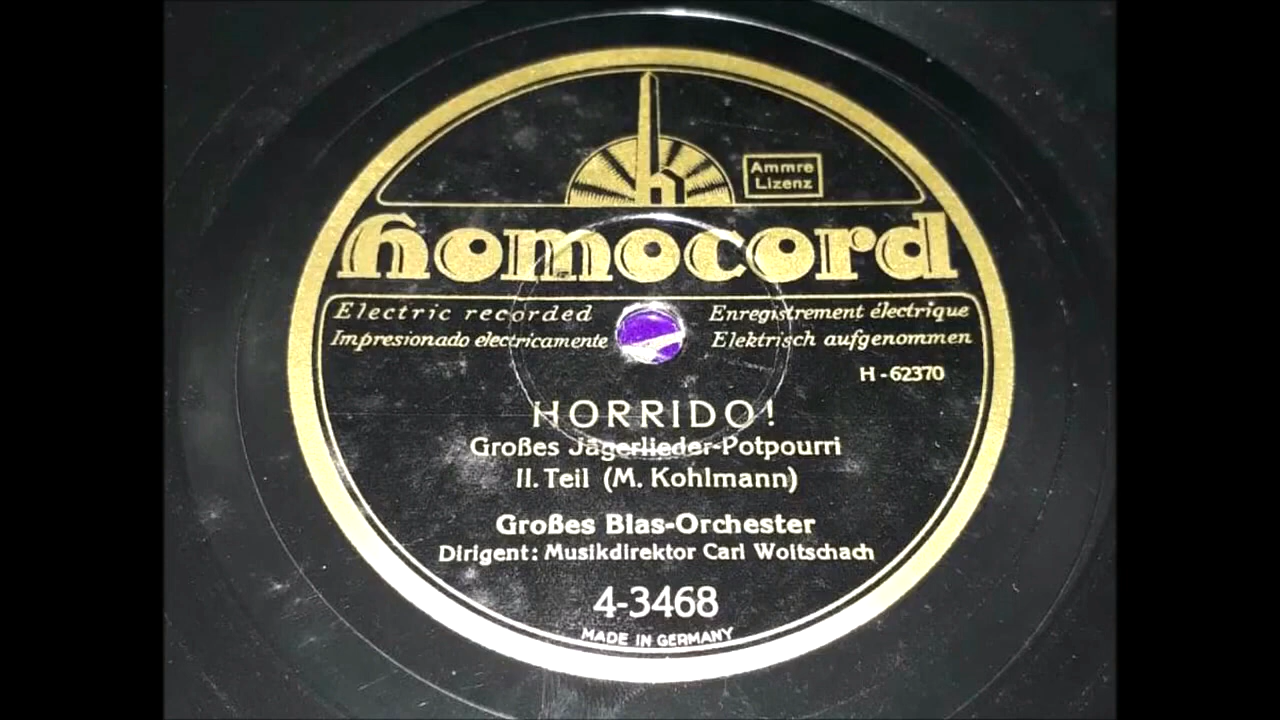 Ammre
Lizenz
homocord
Electric recorded
Enregistrement électrique
Impresionado electricamente
Elektrisch aufgenommen
H-62370
HORRIDO!
Großes Jägerlieder-Potpourri
II. Teil (M. Kohlmann)
Großes Blas-Orchester
Dirigent: Musikdirektor Carl Woitschach
4-3468
MADE IN GERMANY